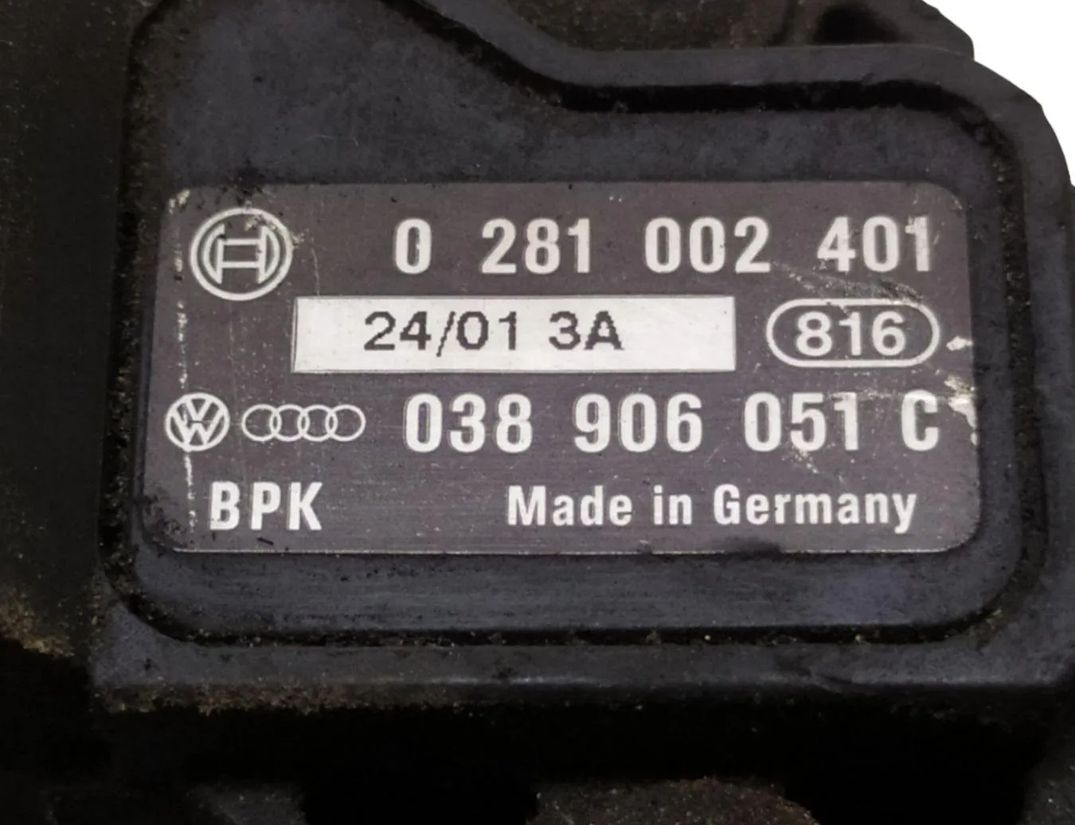 0 281 002 401
24/01 3A
816
038 906 051 C
BPK
Made in Germany